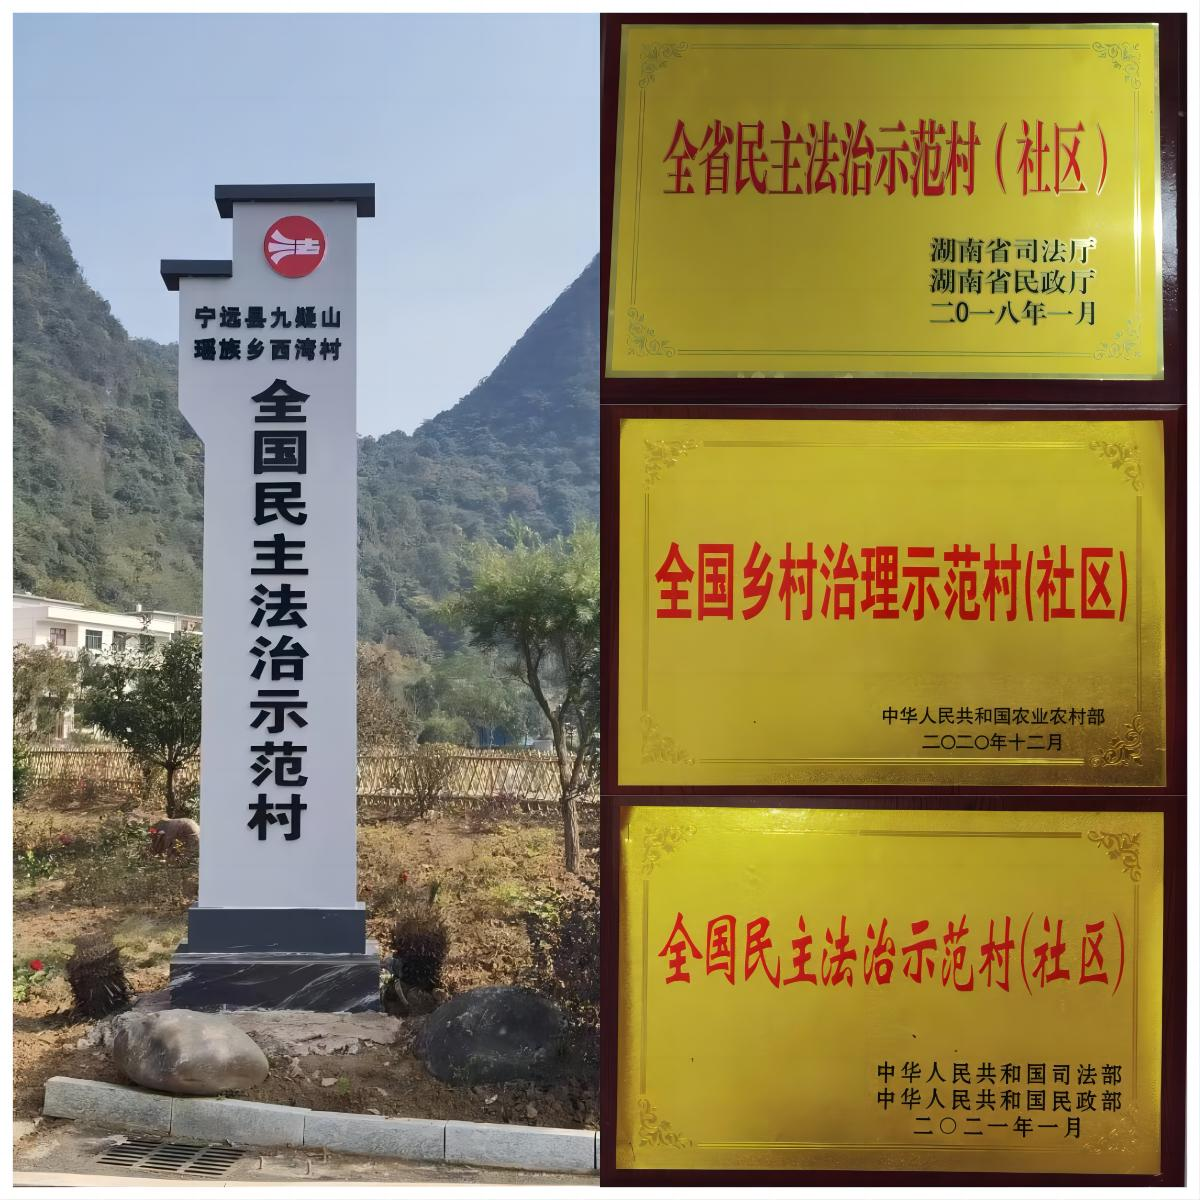 宁远县九嶷山
瑶族乡西湾村
全国民主法治示范村
全省民主法治示范村（社区）
湖南省司法厅
湖南省民政厅
二0一八年一月
全国乡村治理示范村(社区)
中华人民共和国农业农村部
二〇二〇年十二月
全国民主法治示范村(社区)
中华人民共和国司法部
中华人民共和国民政部
二〇二一年一月